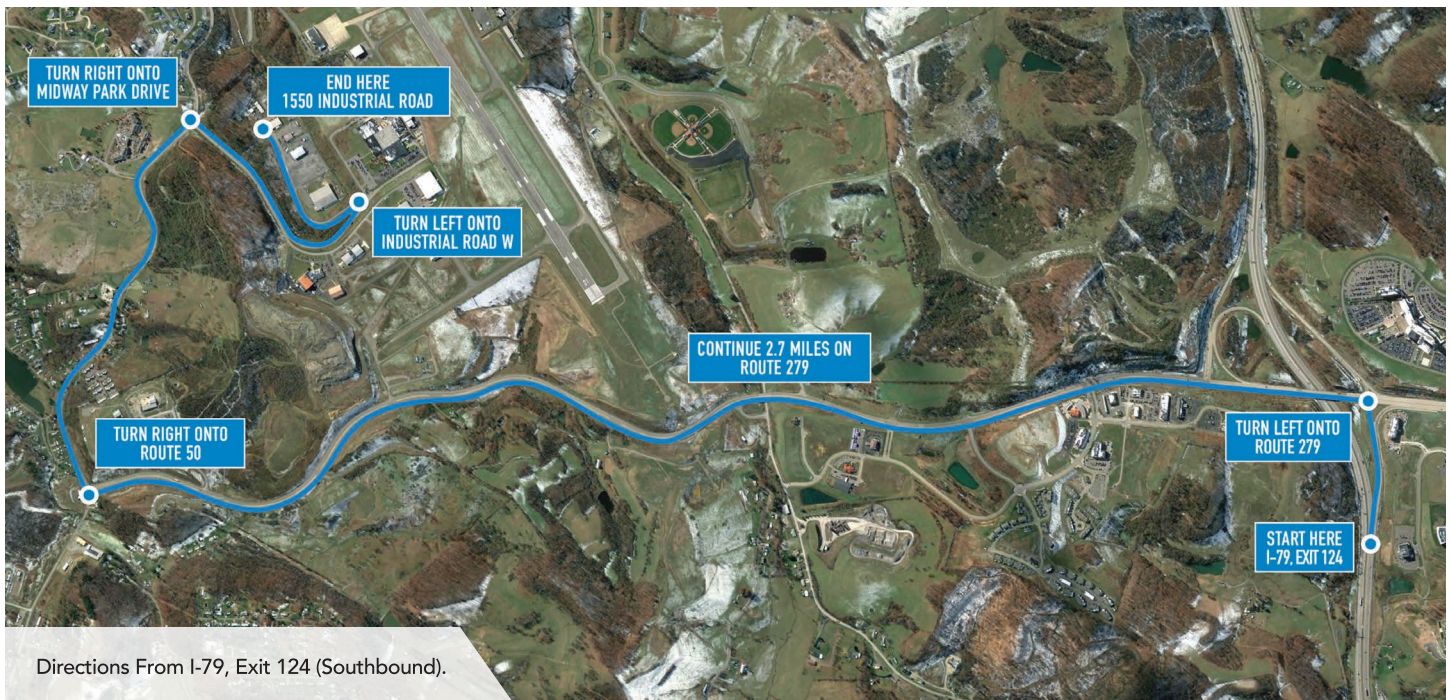 TURN RIGHT ONTO
MIDWAY PARK DRIVE
END HERE
1550 INDUSTRIAL ROAD
TURN LEFT ONTO
INDUSTRIAL ROAD W
CONTINUE 2.7 MILES ON
ROUTE 279
TURN RIGHT ONTO
ROUTE 50
TURN LEFT ONTO
ROUTE 279
START HERE
I-79, EXIT 124
Directions From I-79, Exit 124 (Southbound).